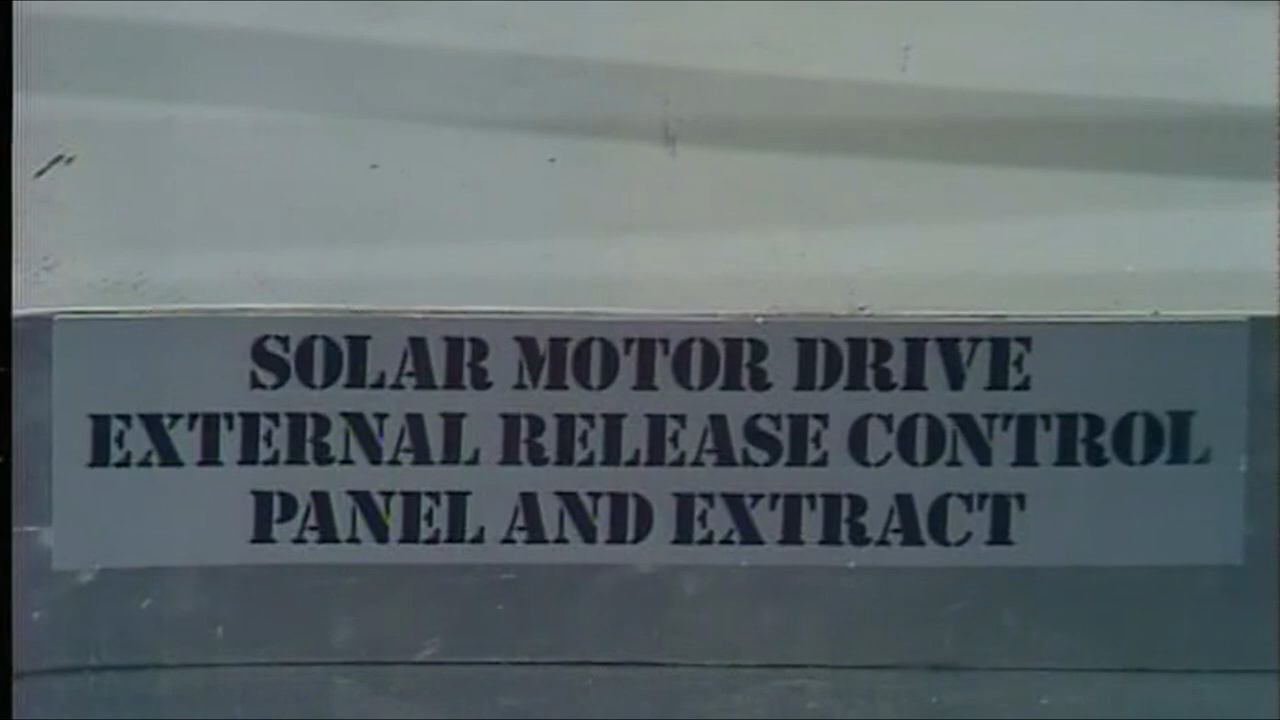 SOLAR MOTOR DRIVE
EXTERNAL RELEASE CONTROL
PANEL AND EXTRACT